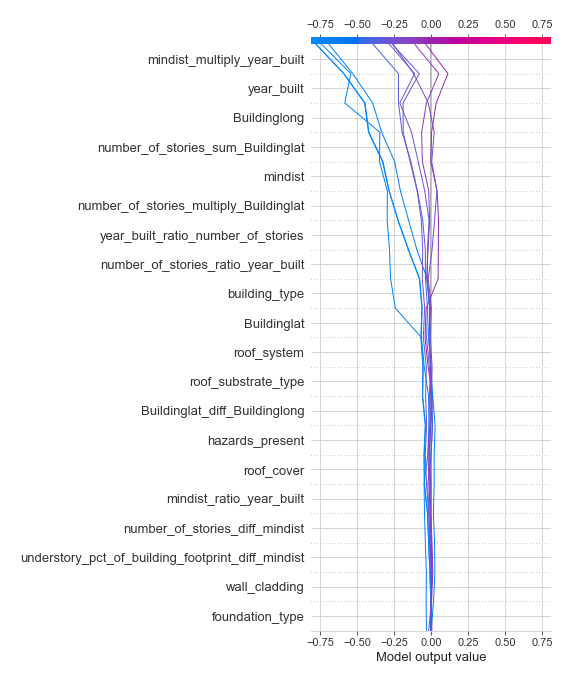 −0.75 −0.50 −0.25 0.00 0.25 0.50 0.75
mindist_multiply_year_built
year_built
Buildinglong
number_of_stories_sum_Buildinglat
mindist
number_of_stories_multiply_Buildinglat
year_built_ratio_number_of_stories
number_of_stories_ratio_year_built
building_type
Buildinglat
roof_system
roof_substrate_type
Buildinglat_diff_Buildinglong
hazards_present
roof_cover
mindist_ratio_year_built
number_of_stories_diff_mindist
understory_pct_of_building_footprint_diff_mindist
wall_cladding
foundation_type
−0.75 −0.50 −0.25 0.00 0.25 0.50 0.75
Model output value